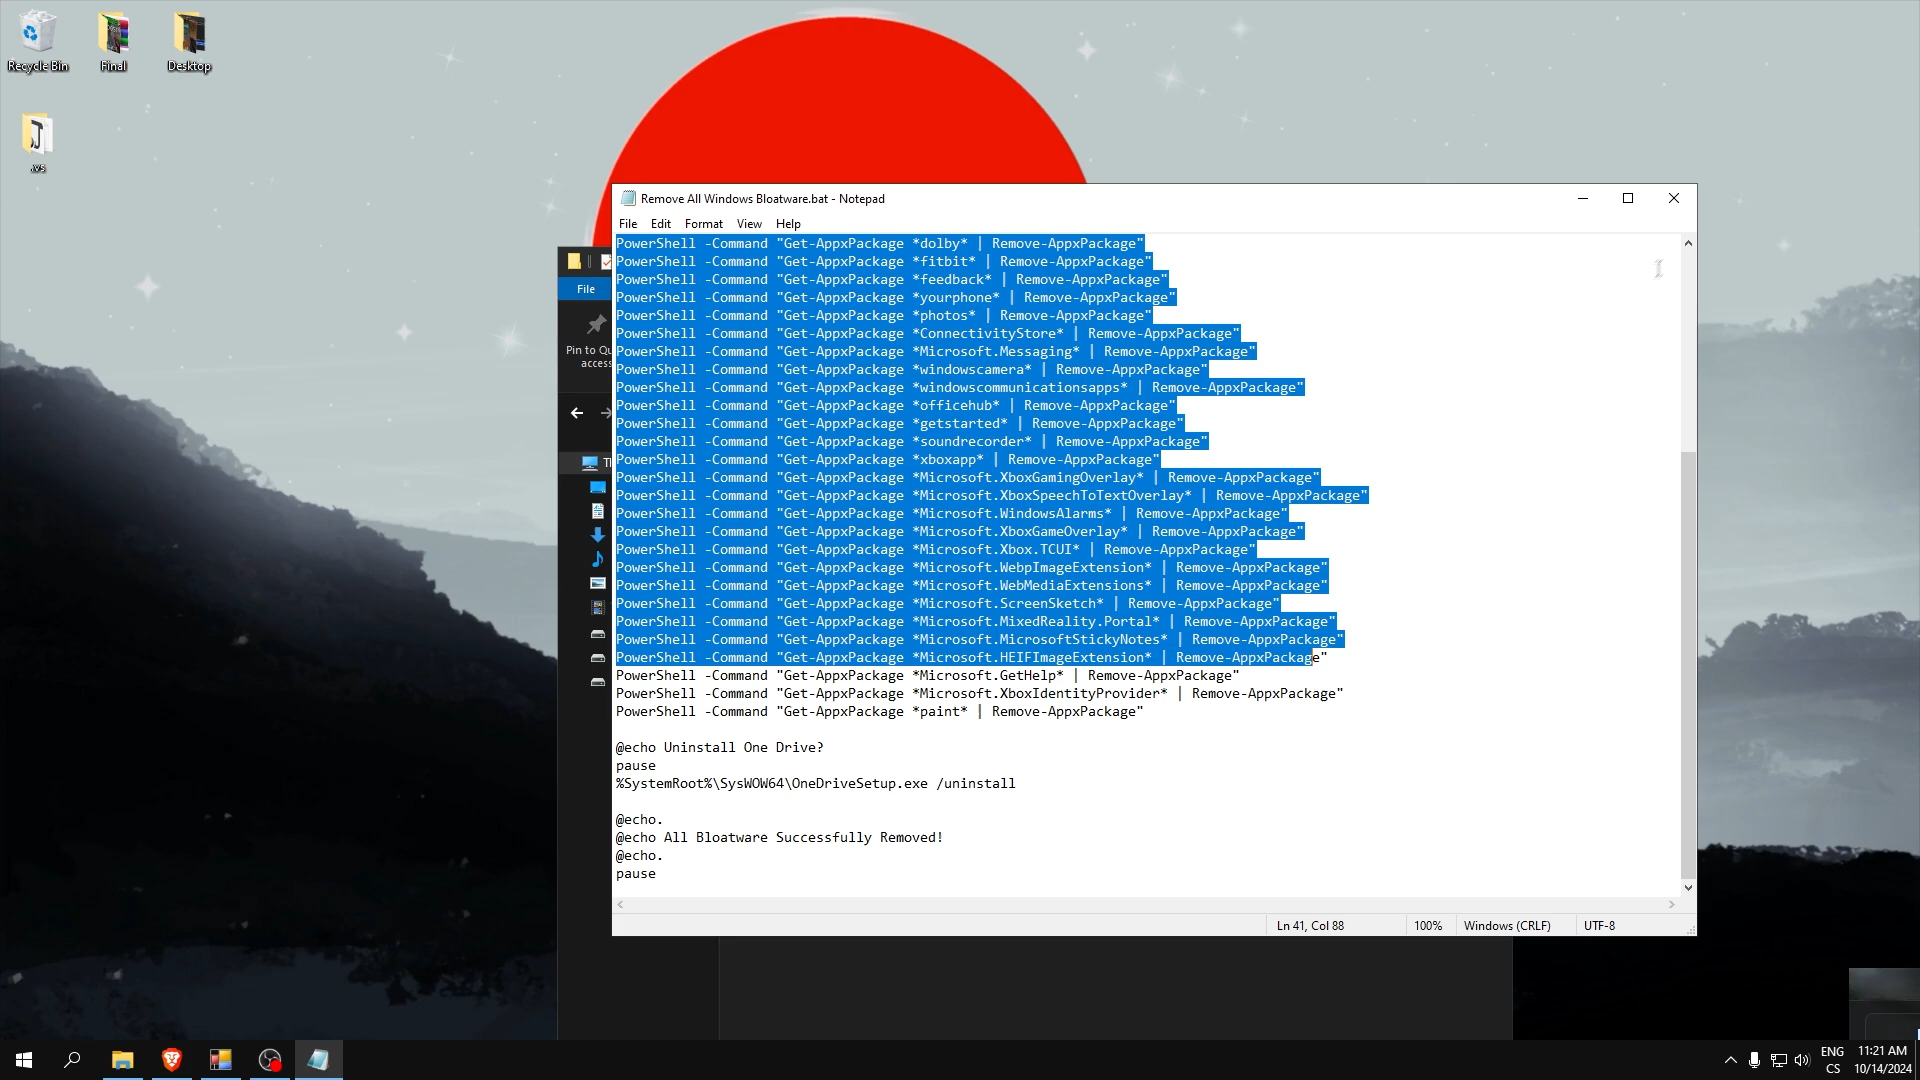 Recycle Bin
Final
Desktop
.vs
Remove All Windows Bloatware.bat - Notepad
File Edit Format View Help
File
Pin to Qu
access
Th
PowerShell -Command "Get-AppxPackage *dolby* | Remove-AppxPackage"
PowerShell -Command "Get-AppxPackage *fitbit* | Remove-AppxPackage"
PowerShell -Command "Get-AppxPackage *feedback* | Remove-AppxPackage"
PowerShell -Command "Get-AppxPackage *yourphone* | Remove-AppxPackage"
PowerShell -Command "Get-AppxPackage *photos* | Remove-AppxPackage"
PowerShell -Command "Get-AppxPackage *ConnectivityStore* | Remove-AppxPackage"
PowerShell -Command "Get-AppxPackage *Microsoft.Messaging* | Remove-AppxPackage"
PowerShell -Command "Get-AppxPackage *windowscamera* | Remove-AppxPackage"
PowerShell -Command "Get-AppxPackage *windowscommunicationsapps* | Remove-AppxPackage"
PowerShell -Command "Get-AppxPackage *officehub* | Remove-AppxPackage"
PowerShell -Command "Get-AppxPackage *getstarted* | Remove-AppxPackage"
PowerShell -Command "Get-AppxPackage *soundrecorder* | Remove-AppxPackage"
PowerShell -Command "Get-AppxPackage *xboxapp* | Remove-AppxPackage"
PowerShell -Command "Get-AppxPackage *Microsoft.XboxGamingOverlay* | Remove-AppxPackage"
PowerShell -Command "Get-AppxPackage *Microsoft.XboxSpeechToTextOverlay* | Remove-AppxPackage"
PowerShell -Command "Get-AppxPackage *Microsoft.WindowsAlarms* | Remove-AppxPackage"
PowerShell -Command "Get-AppxPackage *Microsoft.XboxGameOverlay* | Remove-AppxPackage"
PowerShell -Command "Get-AppxPackage *Microsoft.Xbox.TCUI* | Remove-AppxPackage"
PowerShell -Command "Get-AppxPackage *Microsoft.WebpImageExtension* | Remove-AppxPackage"
PowerShell -Command "Get-AppxPackage *Microsoft.WebMediaExtensions* | Remove-AppxPackage"
PowerShell -Command "Get-AppxPackage *Microsoft.ScreenSketch* | Remove-AppxPackage"
PowerShell -Command "Get-AppxPackage *Microsoft.MixedReality.Portal* | Remove-AppxPackage"
PowerShell -Command "Get-AppxPackage *Microsoft.MicrosoftStickyNotes* | Remove-AppxPackage"
PowerShell -Command "Get-AppxPackage *Microsoft.HEIFImageExtension* | Remove-AppxPackage"
PowerShell -Command "Get-AppxPackage *Microsoft.GetHelp* | Remove-AppxPackage"
PowerShell -Command "Get-AppxPackage *Microsoft.XboxIdentityProvider* | Remove-AppxPackage"
PowerShell -Command "Get-AppxPackage *paint* | Remove-AppxPackage"
@echo Uninstall One Drive?
pause
%SystemRoot%\SysWOW64\OneDriveSetup.exe /uninstall
@echo.
@echo All Bloatware Successfully Removed!
@echo.
pause
Ln 41, Col 88 100% Windows (CRLF) UTF-8
ENG 11:21 AM
CS 10/14/2024